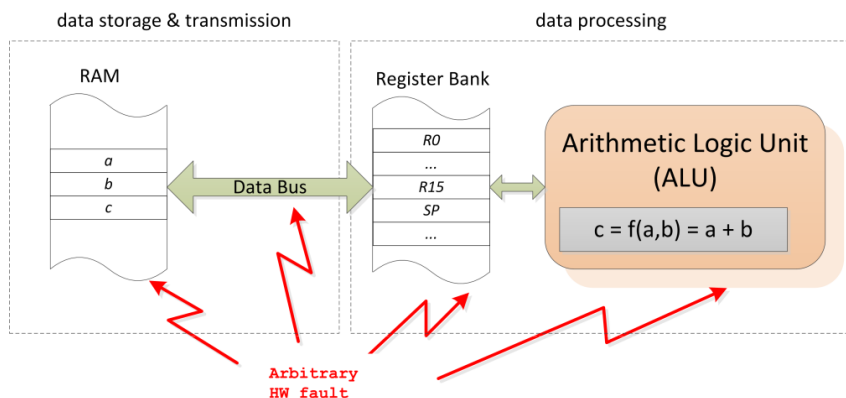 data storage & transmission
data processing
RAM
a
b
c
Data Bus
Register Bank
R0
...
R15
SP
...
Arithmetic Logic Unit
(ALU)
c = f(a,b) = a + b
Arbitrary
HW fault